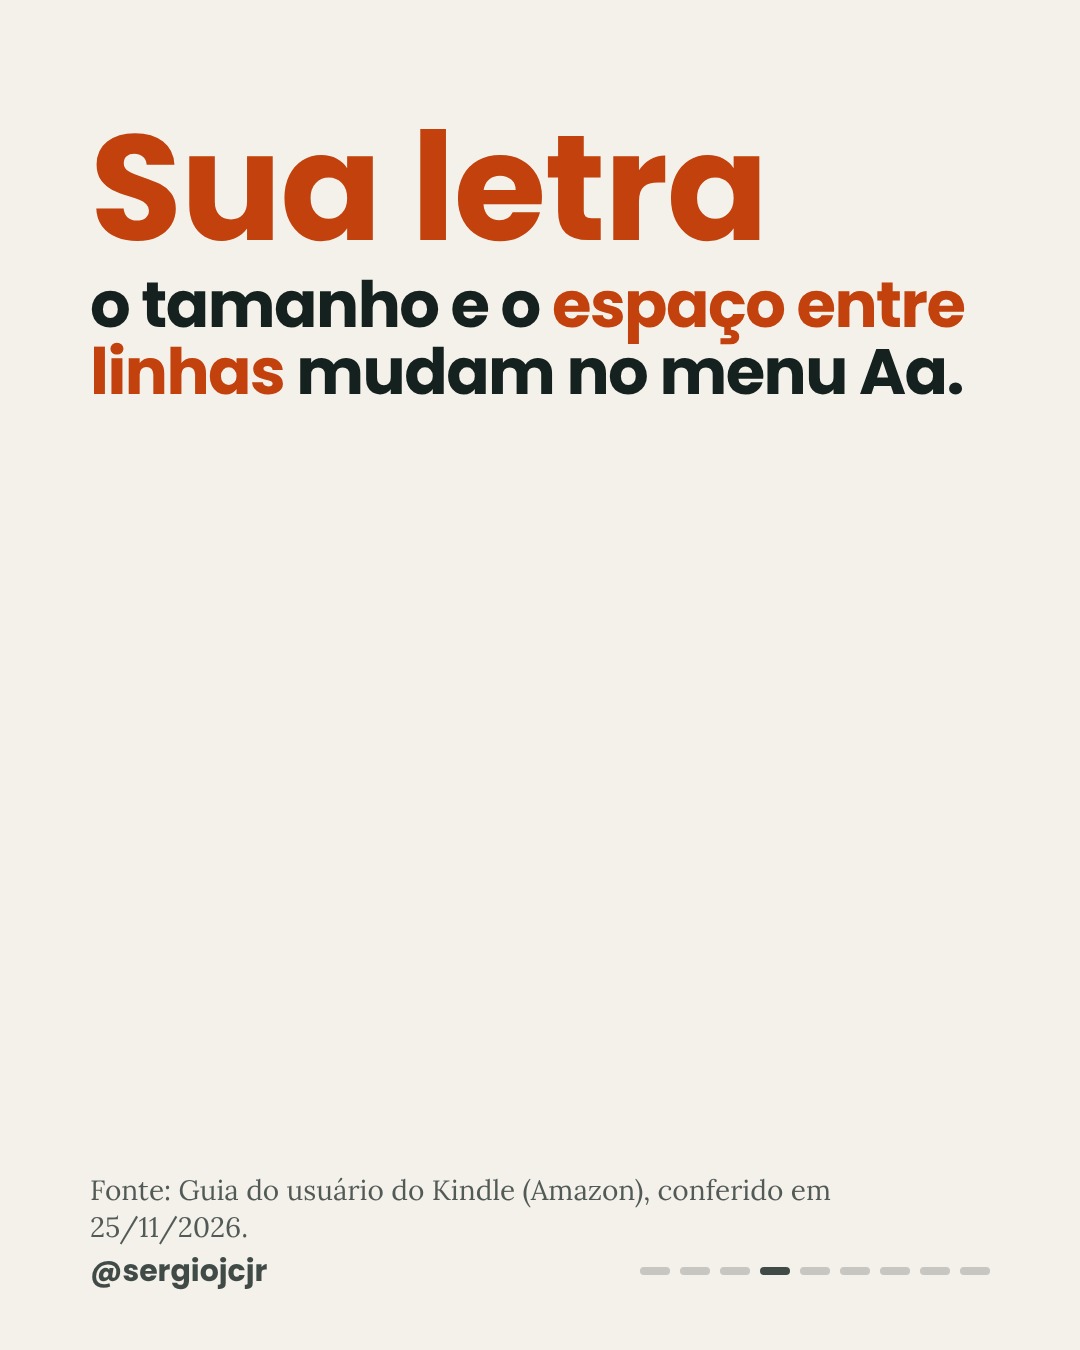 Sua letra
o tamanho e o espaço entre
linhas mudam no menu Aa.
Fonte: Guia do usuário do Kindle (Amazon), conferido em
25/11/2026.
@sergiojcjr